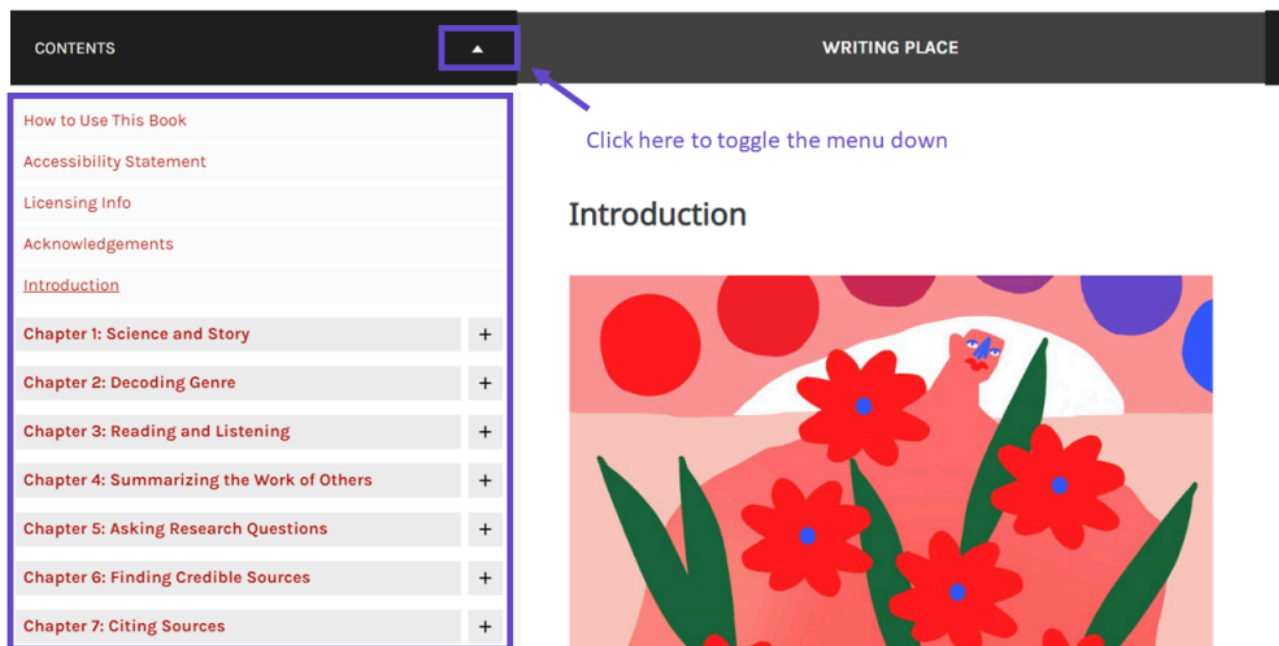 CONTENTS
WRITING PLACE
Click here to toggle the menu down
How to Use This Book
Accessibility Statement
Licensing Info
Acknowledgements
Introduction
Chapter 1: Science and Story
+
Chapter 2: Decoding Genre
+
Chapter 3: Reading and Listening
+
Chapter 4: Summarizing the Work of Others
+
Chapter 5: Asking Research Questions
+
Chapter 6: Finding Credible Sources
+
Chapter 7: Citing Sources
+
Introduction